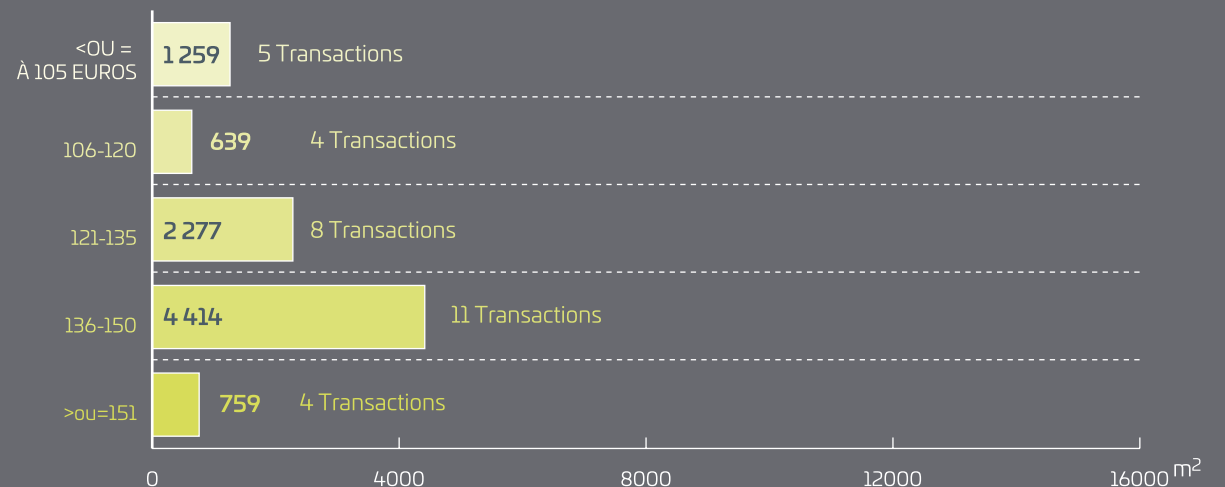 <OU =
À 105 EUROS
1 259
5 Transactions
106-120
639
4 Transactions
121-135
2 277
8 Transactions
136-150
4 414
11 Transactions
>ou=151
759
4 Transactions
0 4000 8000 12000 16000 m²